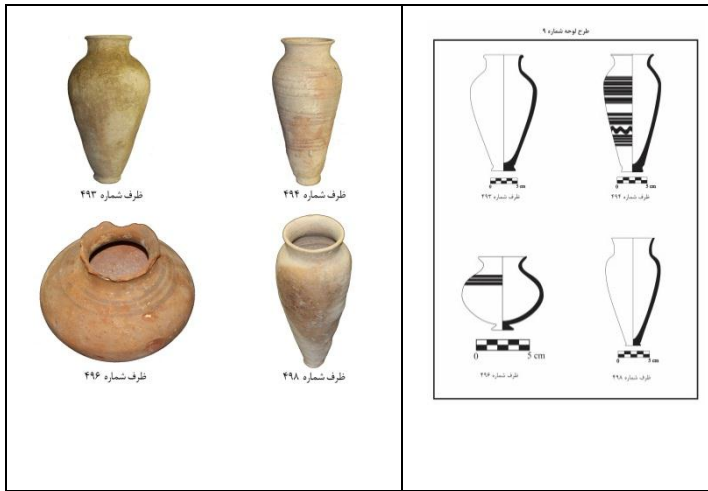 ظرف شماره ۴۹۳
ظرف شماره ۴۹۴
ظرف شماره ۴۹۶
ظرف شماره ۴۹۸
طرح لوحه شماره ۹
0 5 cm
0 5 cm
ظرف شماره ۴۹۳
ظرف شماره ۴۹۴
0 5 cm
0 5 cm
ظرف شماره ۴۹۶
ظرف شماره ۴۹۸